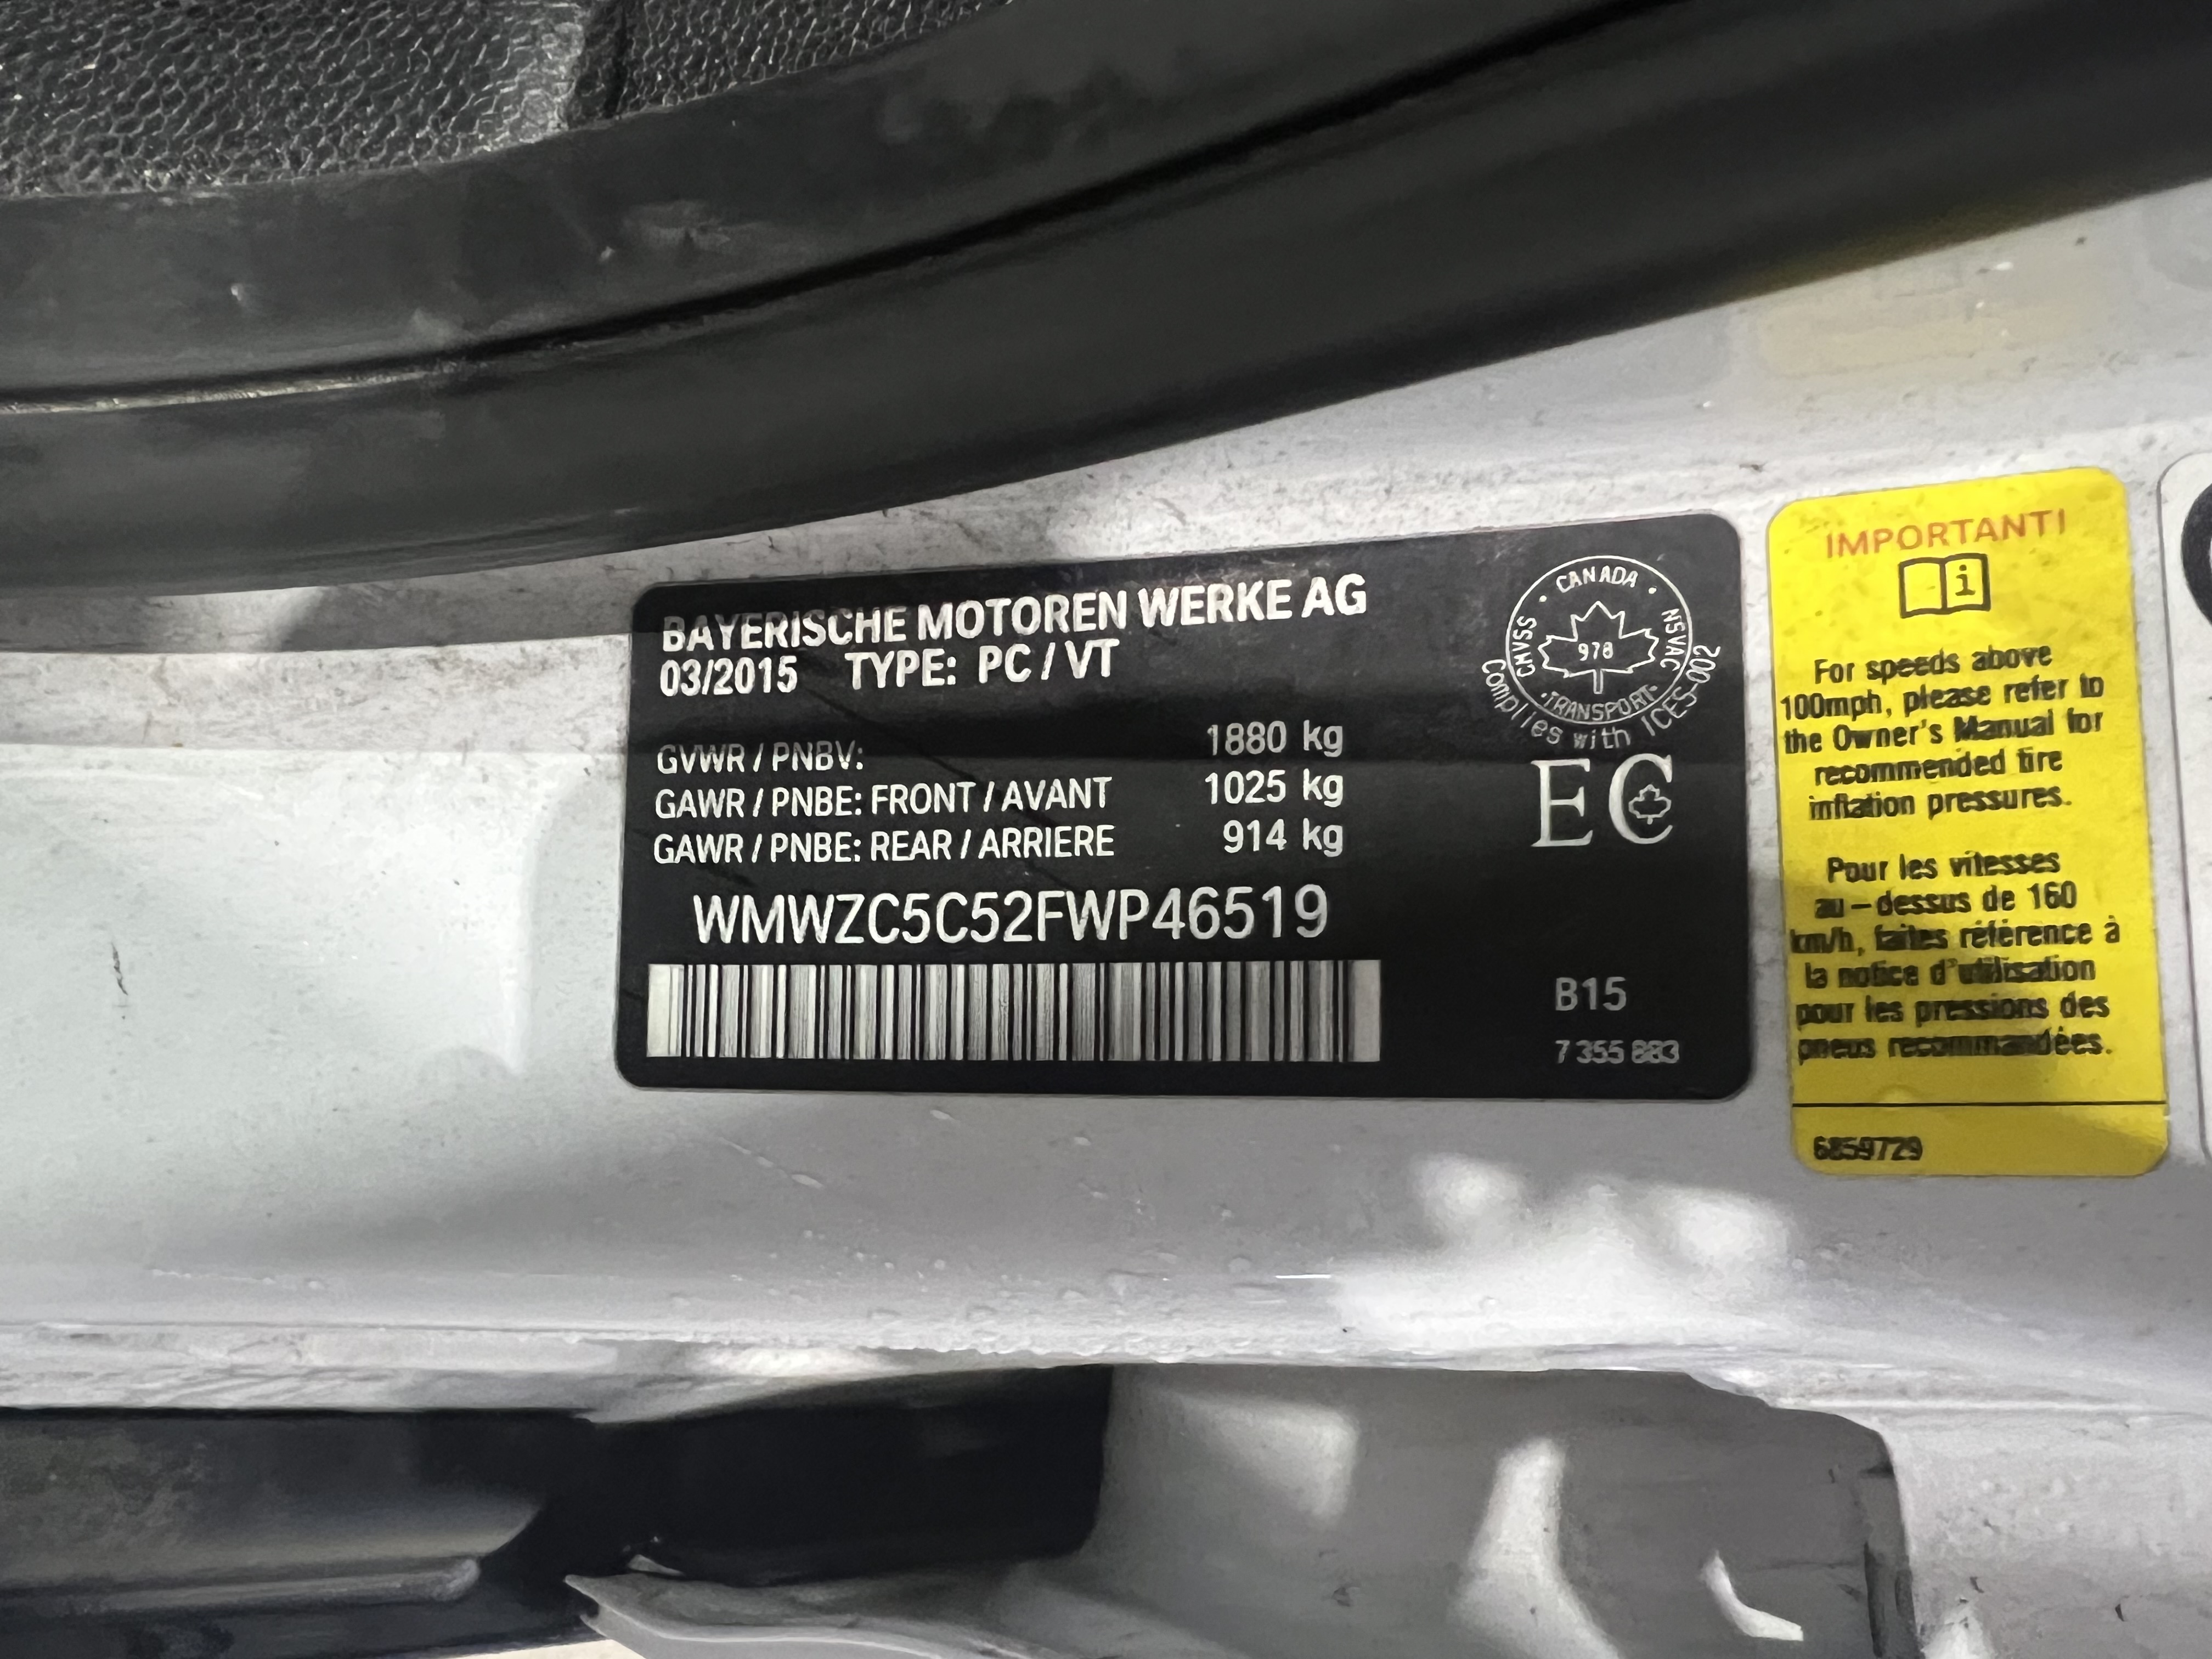 BAYERISCHE MOTOREN WERKE AG
03/2015 TYPE: PC / VT
GVWR / PNBV: 1880 kg
GAWR / PNBE: FRONT / AVANT 1025 kg
GAWR / PNBE: REAR / ARRIERE 914 kg
WMWZC5C52FWP46519
CANADA
CMVSS
NSVAC
978
TRANSPORT
Complies with ICES-002
EC
B15
7 355 883
IMPORTANT!
i
For speeds above
100mph, please refer to
the Owner's Manual for
recommended tire
inflation pressures.
Pour les vitesses
au-dessus de 160
km/h, faites référence à
la notice d'utilisation
pour les pressions des
pneus recommandées.
6859729